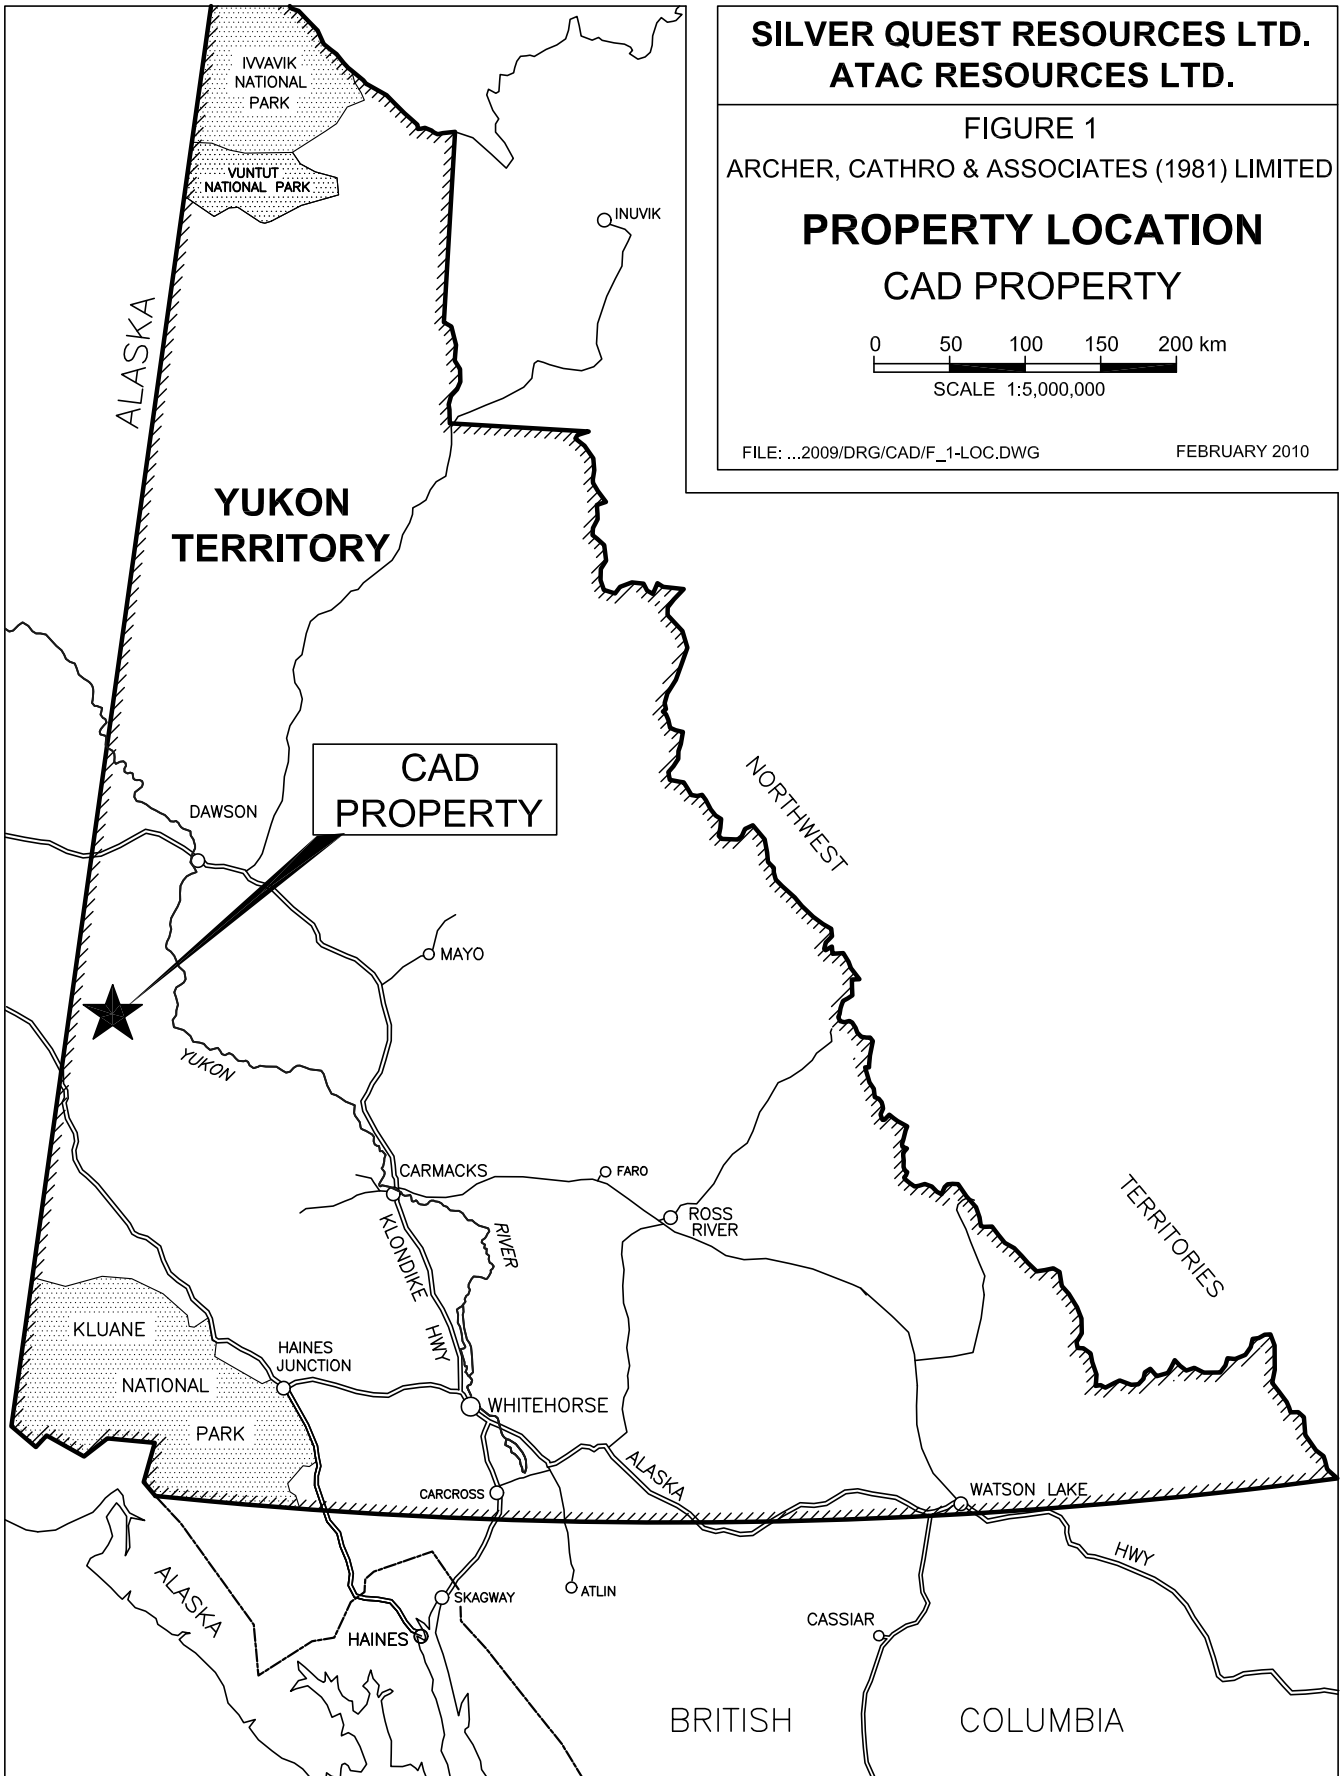 SILVER QUEST RESOURCES LTD.
ATAC RESOURCES LTD.
FIGURE 1
ARCHER, CATHRO & ASSOCIATES (1981) LIMITED
PROPERTY LOCATION
CAD PROPERTY
0 50 100 150 200 km
SCALE 1:5,000,000
FILE: ...2009/DRG/CAD/F_1-LOC.DWG FEBRUARY 2010
IVVAVIK
NATIONAL
PARK
VUNTUT
NATIONAL PARK
INUVIK
ALASKA
YUKON
TERRITORY
CAD
PROPERTY
DAWSON
NORTHWEST
MAYO
YUKON
CARMACKS
FARO
ROSS
RIVER
RIVER
KLONDIKE
HWY
TERRITORIES
KLUANE
NATIONAL
PARK
HAINES
JUNCTION
WHITEHORSE
ALASKA
CARCROSS
WATSON LAKE
HWY
ALASKA
SKAGWAY
ATLIN
HAINES
CASSIAR
BRITISH COLUMBIA